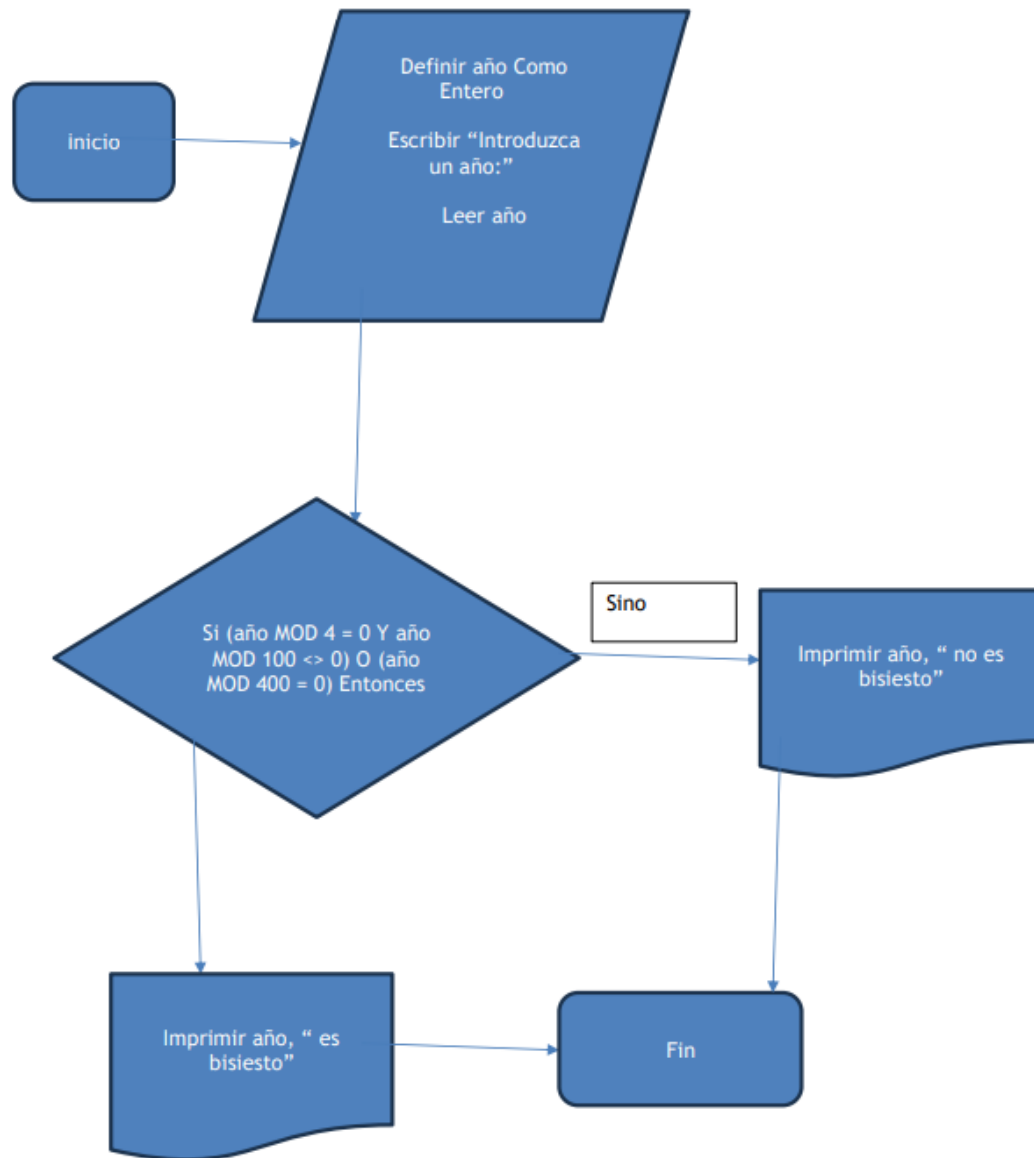 inicio
Definir año Como
Entero
Escribir “Introduzca
un año:”
Leer año
Si (año MOD 4 = 0 Y año
MOD 100 <> 0) O (año
MOD 400 = 0) Entonces
Sino
Imprimir año, “ no es
bisiesto”
Imprimir año, “ es
bisiesto”
Fin